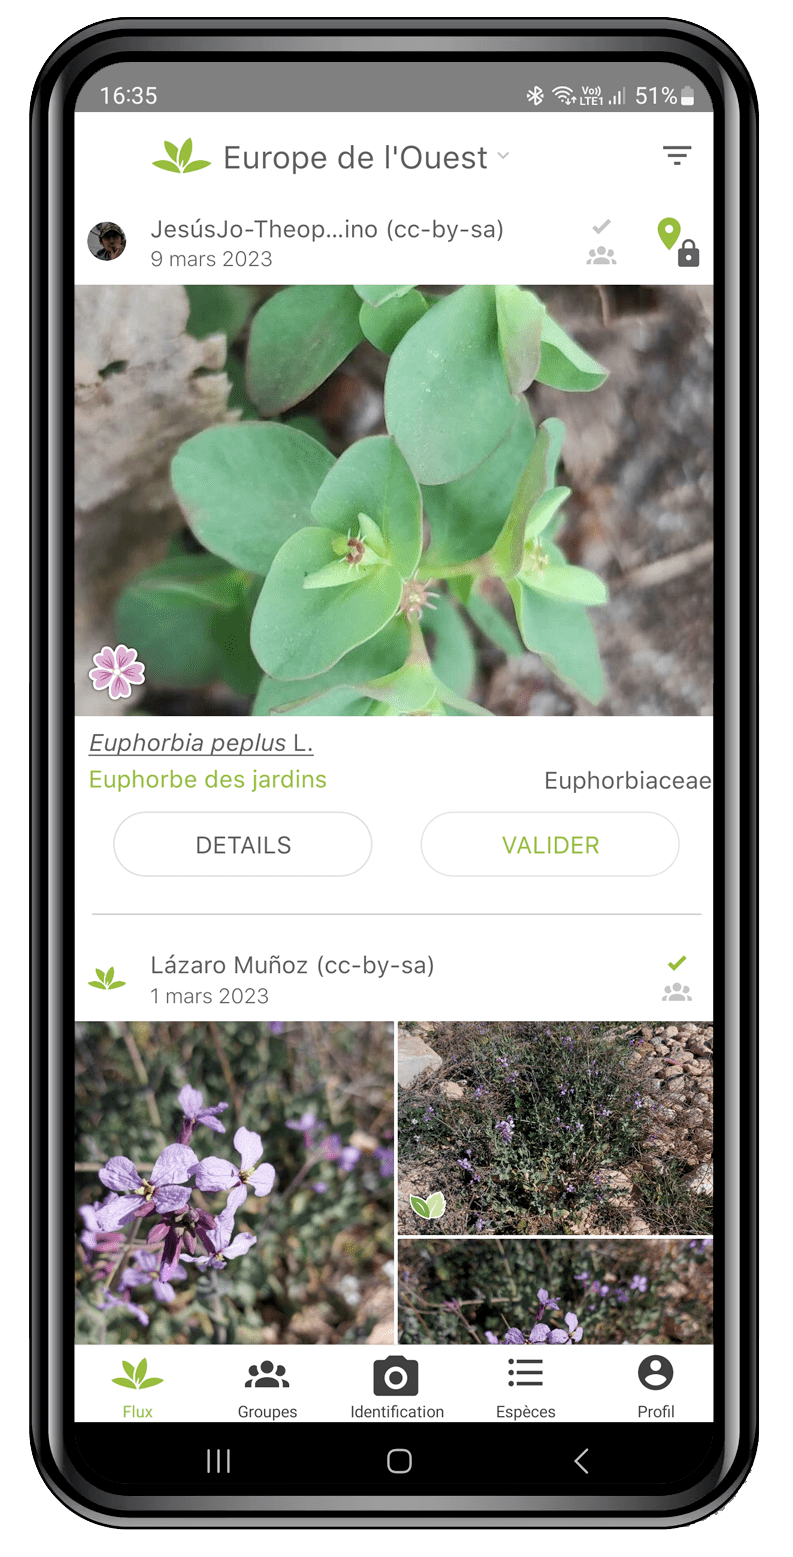 16:35
Vo)) LTE1 51%
Europe de l'Ouest
JesúsJo-Theop...ino (cc-by-sa)
9 mars 2023
Euphorbia peplus L.
Euphorbe des jardins
Euphorbiaceae
DETAILS
VALIDER
Lázaro Muñoz (cc-by-sa)
1 mars 2023
Flux
Groupes
Identification
Espèces
Profil